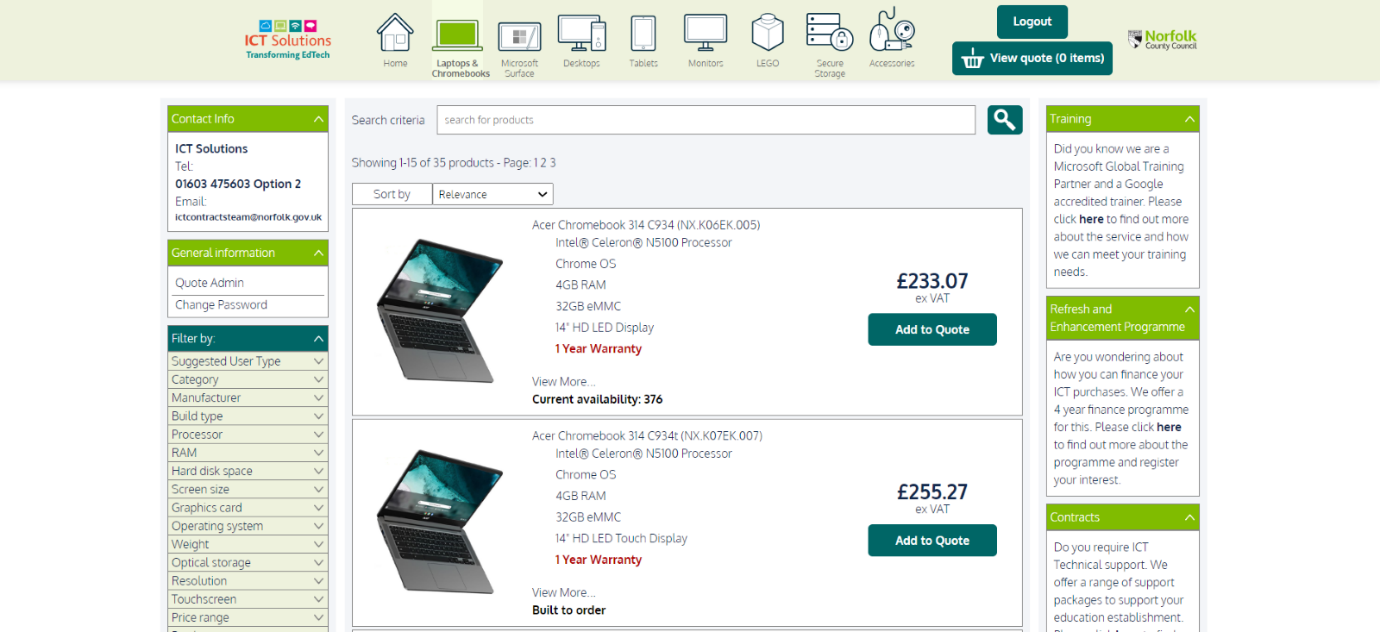 ICT Solutions
Transforming EdTech
Home
Laptops &
Chromebooks
Microsoft
Surface
Desktops
Tablets
Monitors
LEGO
Secure
Storage
Accessories
Logout
View quote (0 items)
Norfolk
County Council
Contact Info
ICT Solutions
Tel:
01603 475603 Option 2
Email:
ictcontractsteam@norfolk.gov.uk
General information
Quote Admin
Change Password
Filter by:
Suggested User Type
Category
Manufacturer
Build type
Processor
RAM
Hard disk space
Screen size
Graphics card
Operating system
Weight
Optical storage
Resolution
Touchscreen
Price range
Search criteria
search for products
Showing 1-15 of 35 products - Page: 1 2 3
Sort by
Relevance
Acer Chromebook 314 C934 (NX.K06EK.005)
Intel® Celeron® N5100 Processor
Chrome OS
4GB RAM
32GB eMMC
14" HD LED Display
1 Year Warranty
View More...
Current availability: 376
£233.07
ex VAT
Add to Quote
Acer Chromebook 314 C934t (NX.K07EK.007)
Intel® Celeron® N5100 Processor
Chrome OS
4GB RAM
32GB eMMC
14" HD LED Touch Display
1 Year Warranty
View More...
Built to order
£255.27
ex VAT
Add to Quote
Training
Did you know we are a
Microsoft Global Training
Partner and a Google
accredited trainer. Please
click here to find out more
about the service and how
we can meet your training
needs.
Refresh and
Enhancement Programme
Are you wondering about
how you can finance your
ICT purchases. We offer a
4 year finance programme
for this. Please click here
to find out more about the
programme and register
your interest.
Contracts
Do you require ICT
Technical support. We
offer a range of support
packages to support your
education establishment.